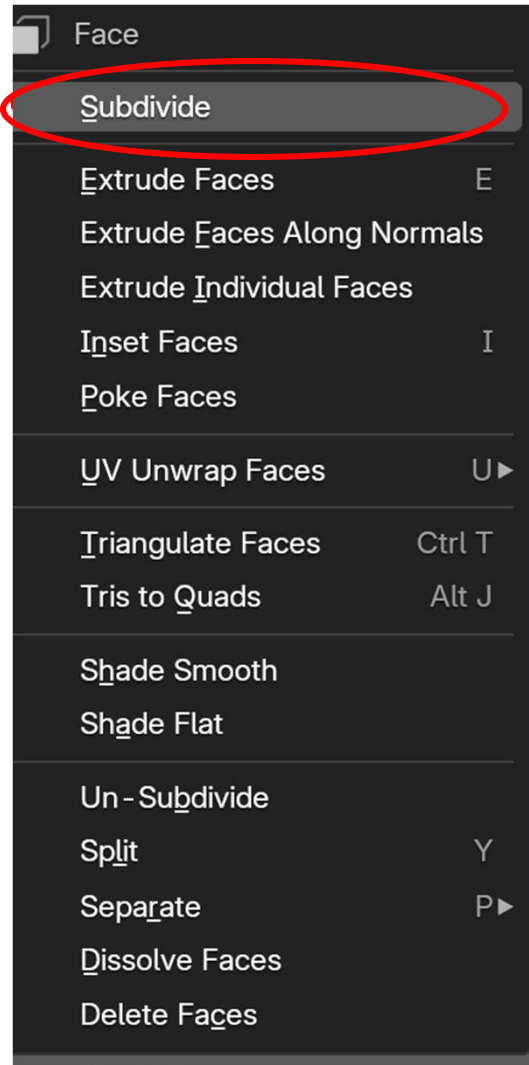 Face
Subdivide
Extrude Faces E
Extrude Faces Along Normals
Extrude Individual Faces
Inset Faces I
Poke Faces
UV Unwrap Faces U
Triangulate Faces Ctrl T
Tris to Quads Alt J
Shade Smooth
Shade Flat
Un-Subdivide
Split Y
Separate P
Dissolve Faces
Delete Faces